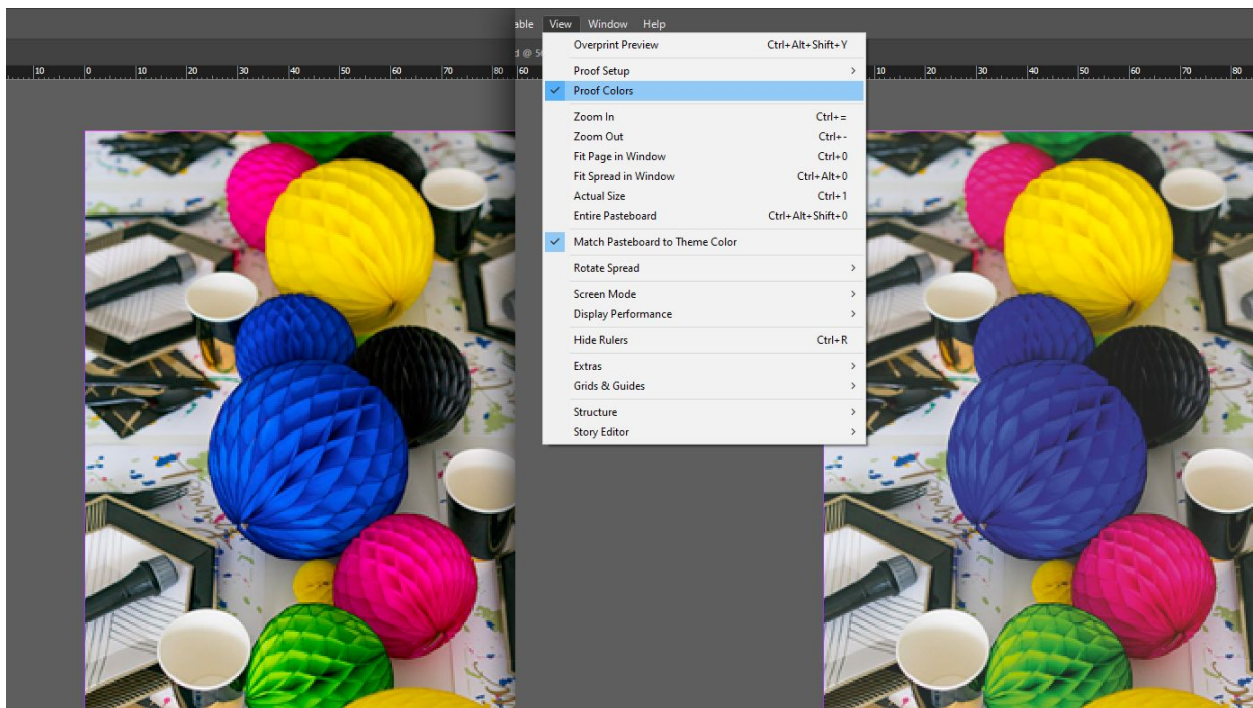 able View Window Help
d @ 50
Overprint Preview Ctrl+Alt+Shift+Y
10 0 10 20 30 40 50 60 70 80 60 10 20 30 40 50 60 70 80
Proof Setup
Proof Colors
Zoom In Ctrl+=
Zoom Out Ctrl+-
Fit Page in Window Ctrl+0
Fit Spread in Window Ctrl+Alt+0
Actual Size Ctrl+1
Entire Pasteboard Ctrl+Alt+Shift+0
Match Pasteboard to Theme Color
Rotate Spread
Screen Mode
Display Performance
Hide Rulers Ctrl+R
Extras
Grids & Guides
Structure
Story Editor